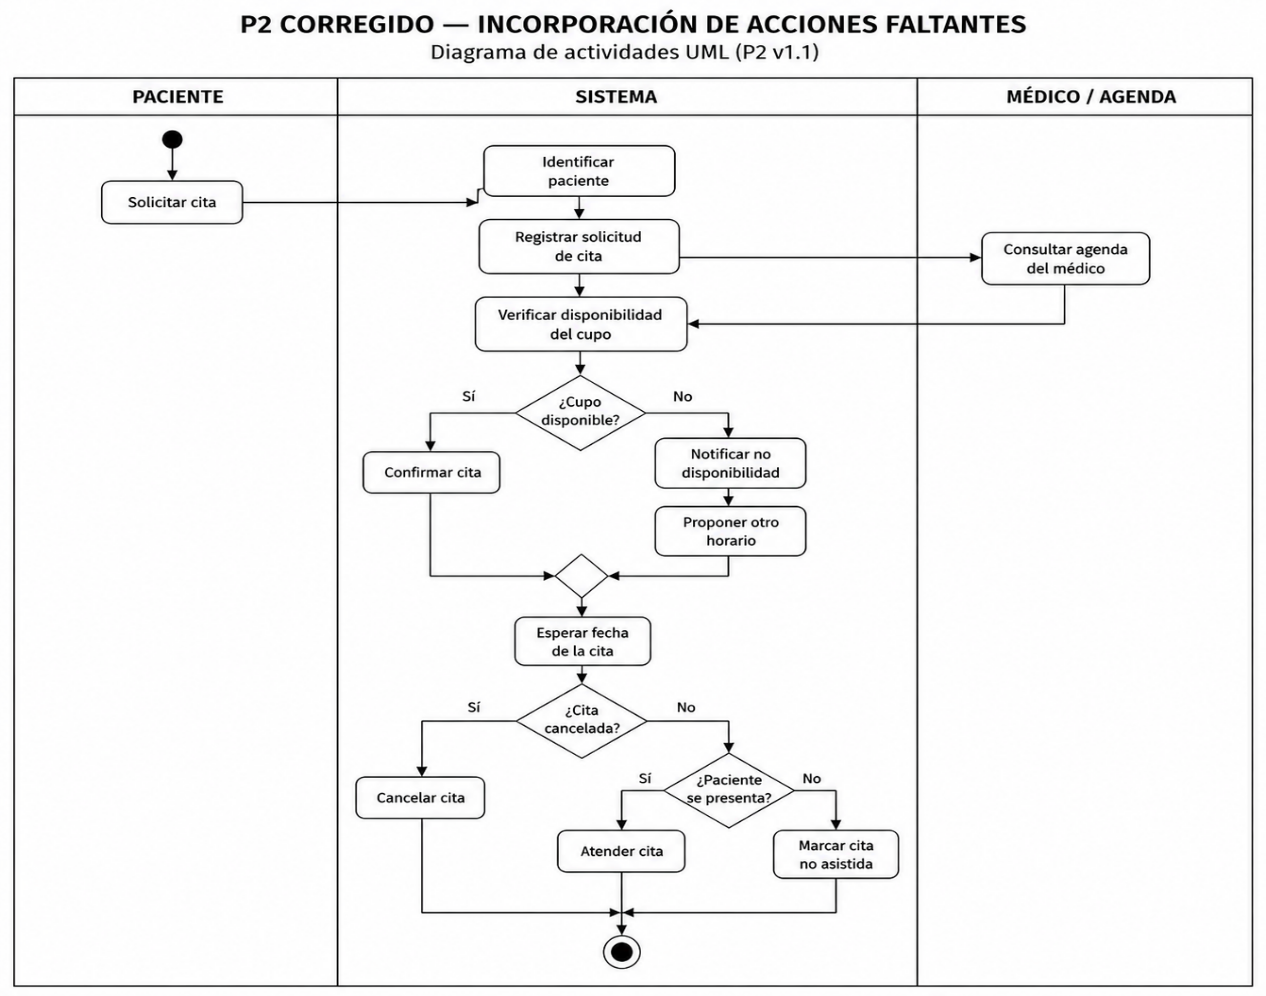 P2 CORREGIDO — INCORPORACIÓN DE ACCIONES FALTANTES
Diagrama de actividades UML (P2 v1.1)
PACIENTE
SISTEMA
MÉDICO / AGENDA
Identificar
paciente
Solicitar cita
Registrar solicitud
de cita
Consultar agenda
del médico
Verificar disponibilidad
del cupo
Sí
¿Cupo
disponible?
No
Confirmar cita
Notificar no
disponibilidad
Proponer otro
horario
Esperar fecha
de la cita
Sí
¿Cita
cancelada?
No
Cancelar cita
Sí
¿Paciente
se presenta?
No
Atender cita
Marcar cita
no asistida